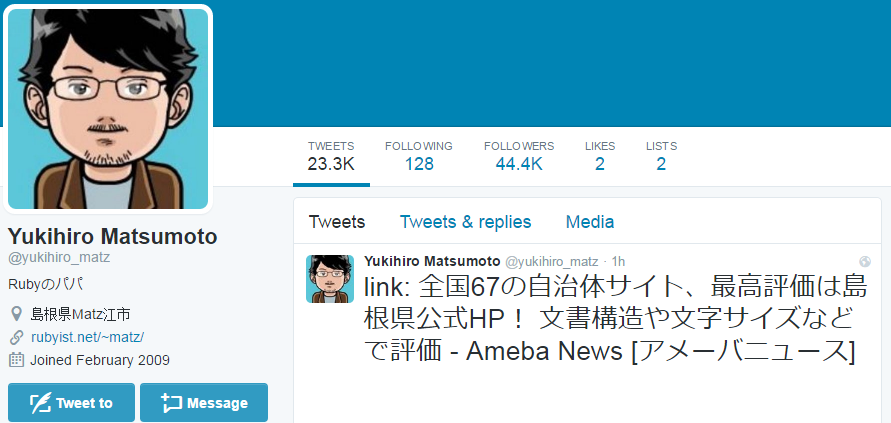 TWEETS FOLLOWING FOLLOWERS LIKES LISTS
23.3K 128 44.4K 2 2
Yukihiro Matsumoto
@yukihiro_matz
Rubyのパパ
島根県Matz江市
rubyist.net/~matz/
Joined February 2009
Tweet to Message
Tweets Tweets & replies Media
Yukihiro Matsumoto @yukihiro_matz · 1h
link: 全国67の自治体サイト、最高評価は島
根県公式HP！ 文書構造や文字サイズなど
で評価 - Ameba News [アメーバニュース]